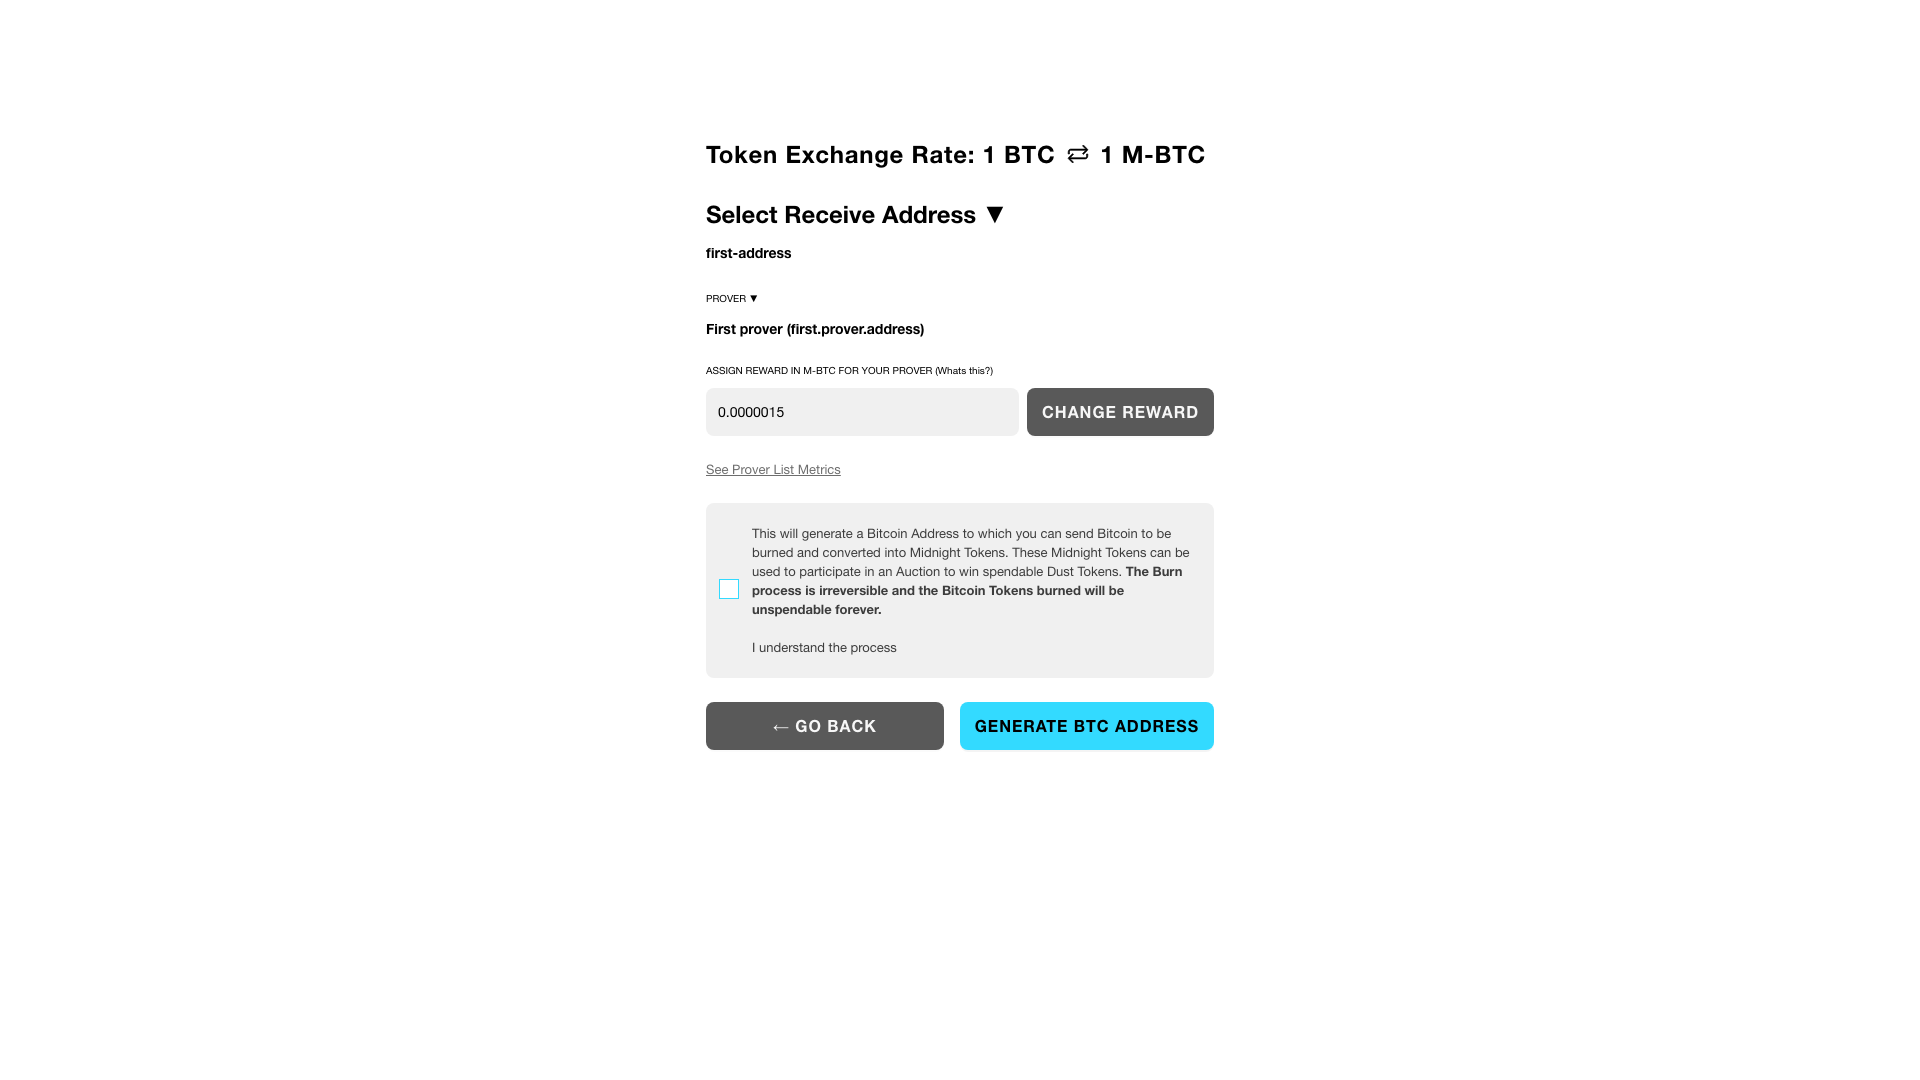 Token Exchange Rate: 1 BTC ⇄ 1 M-BTC
Select Receive Address ▼
first-address
PROVER ▼
First prover (first.prover.address)
ASSIGN REWARD IN M-BTC FOR YOUR PROVER (Whats this?)
0.0000015
CHANGE REWARD
See Prover List Metrics
This will generate a Bitcoin Address to which you can send Bitcoin to be
burned and converted into Midnight Tokens. These Midnight Tokens can be
used to participate in an Auction to win spendable Dust Tokens. The Burn
process is irreversible and the Bitcoin Tokens burned will be
unspendable forever.
I understand the process
← GO BACK
GENERATE BTC ADDRESS